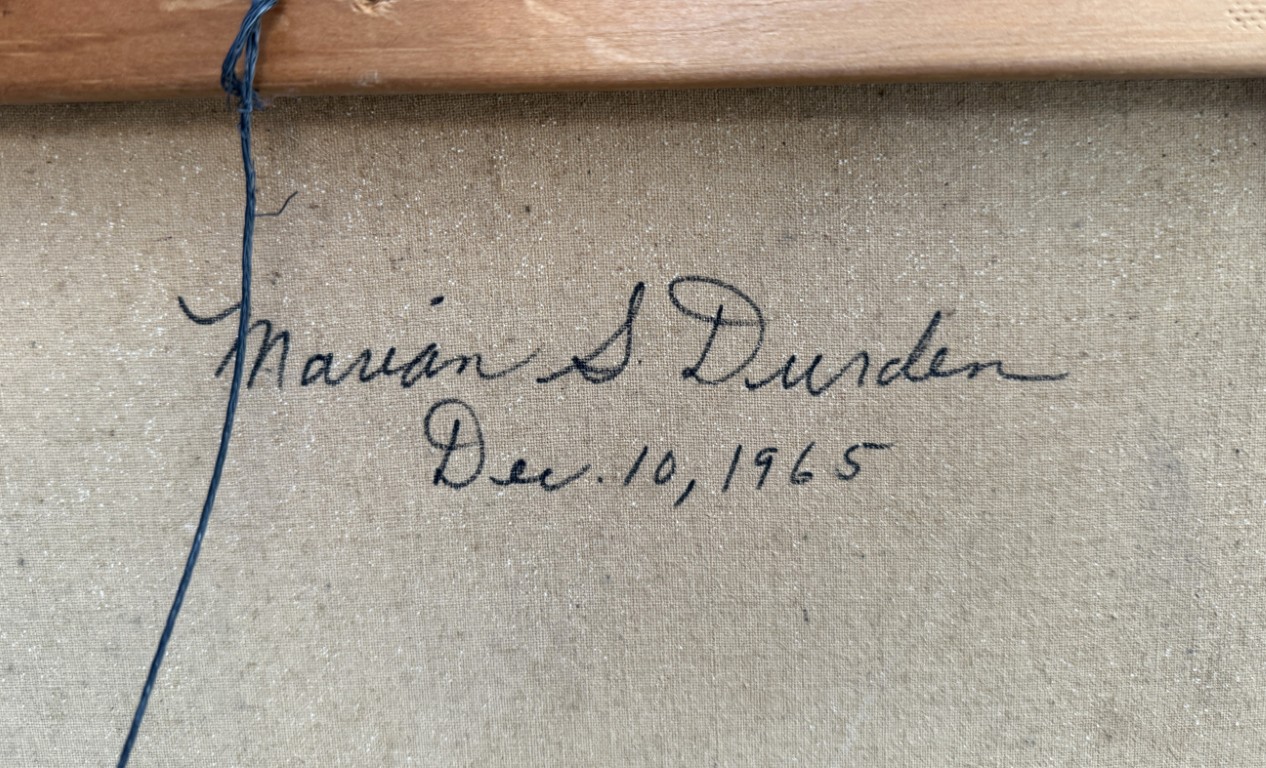 Marian S. Durden
Dec. 10, 1965